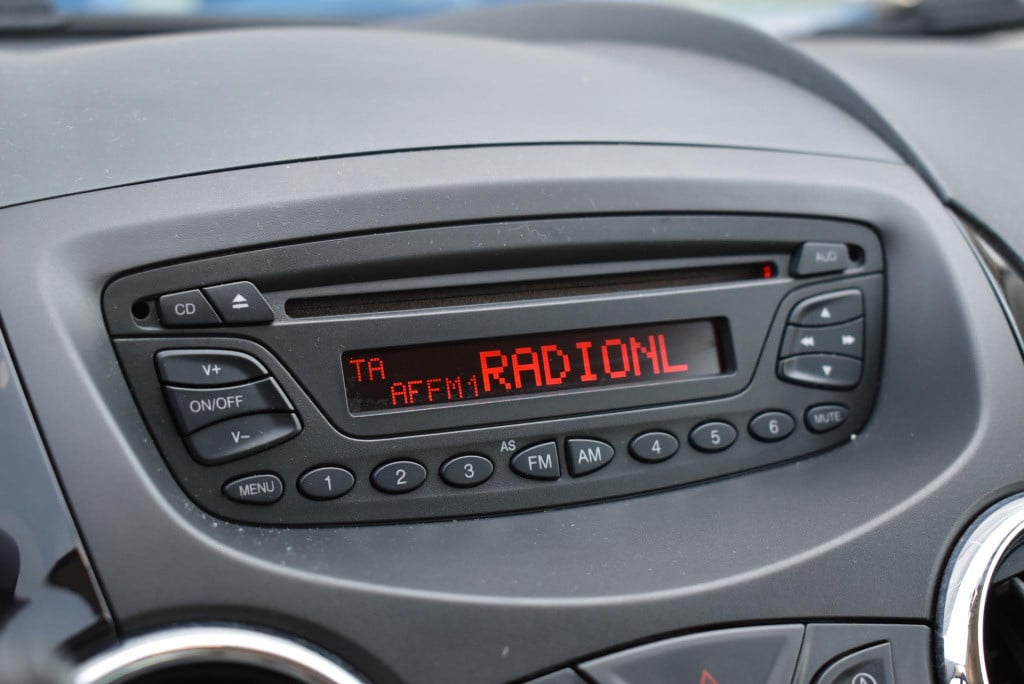 CD
AUD
V+
ON/OFF
V–
TA
AFFM1 RADIONL
MENU
1
2
3
AS
FM
AM
4
5
6
MUTE